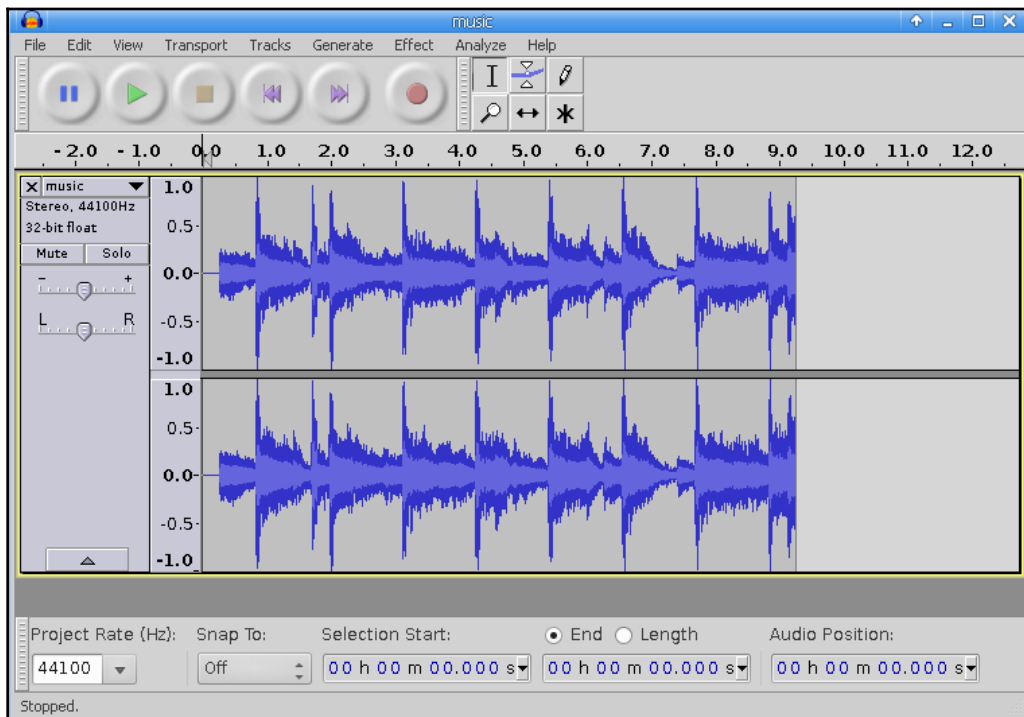 music
File Edit View Transport Tracks Generate Effect Analyze Help
- 2.0 - 1.0 0.0 1.0 2.0 3.0 4.0 5.0 6.0 7.0 8.0 9.0 10.0 11.0 12.0
X music
Stereo, 44100Hz
32-bit float
Mute Solo
- +
L R
1.0
0.5-
0.0-
-0.5-
-1.0
1.0
0.5-
0.0-
-0.5-
-1.0
Project Rate (Hz): Snap To: Selection Start: End Length Audio Position:
44100 Off 00 h 00 m 00.000 s 00 h 00 m 00.000 s 00 h 00 m 00.000 s
Stopped.